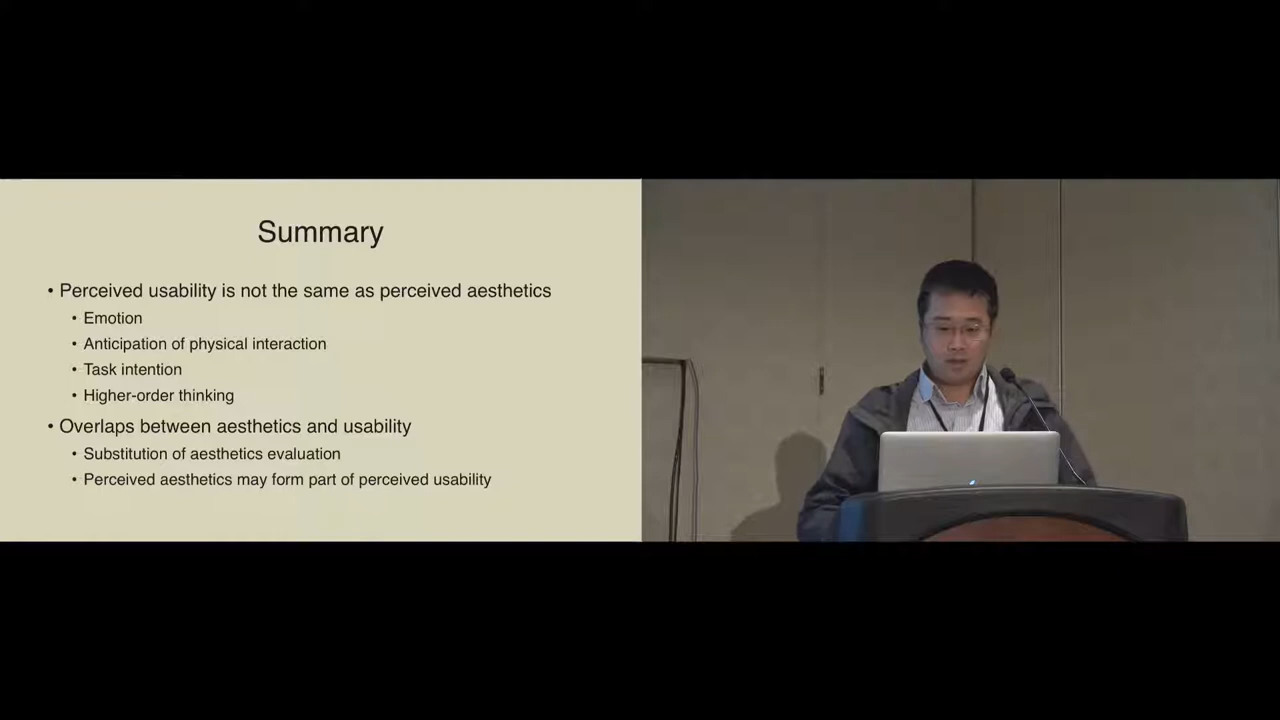 Summary
• Perceived usability is not the same as perceived aesthetics
• Emotion
• Anticipation of physical interaction
• Task intention
• Higher-order thinking
• Overlaps between aesthetics and usability
• Substitution of aesthetics evaluation
• Perceived aesthetics may form part of perceived usability